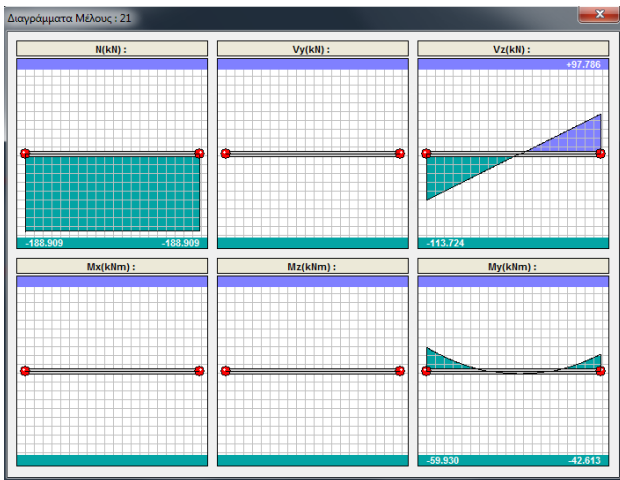 Διαγράμματα Μέλους : 21
N(kN) :
Vy(kN) :
Vz(kN) :
+97.786
-188.909 -188.909
-113.724
Mx(kNm) :
Mz(kNm) :
My(kNm) :
-59.930 -42.613